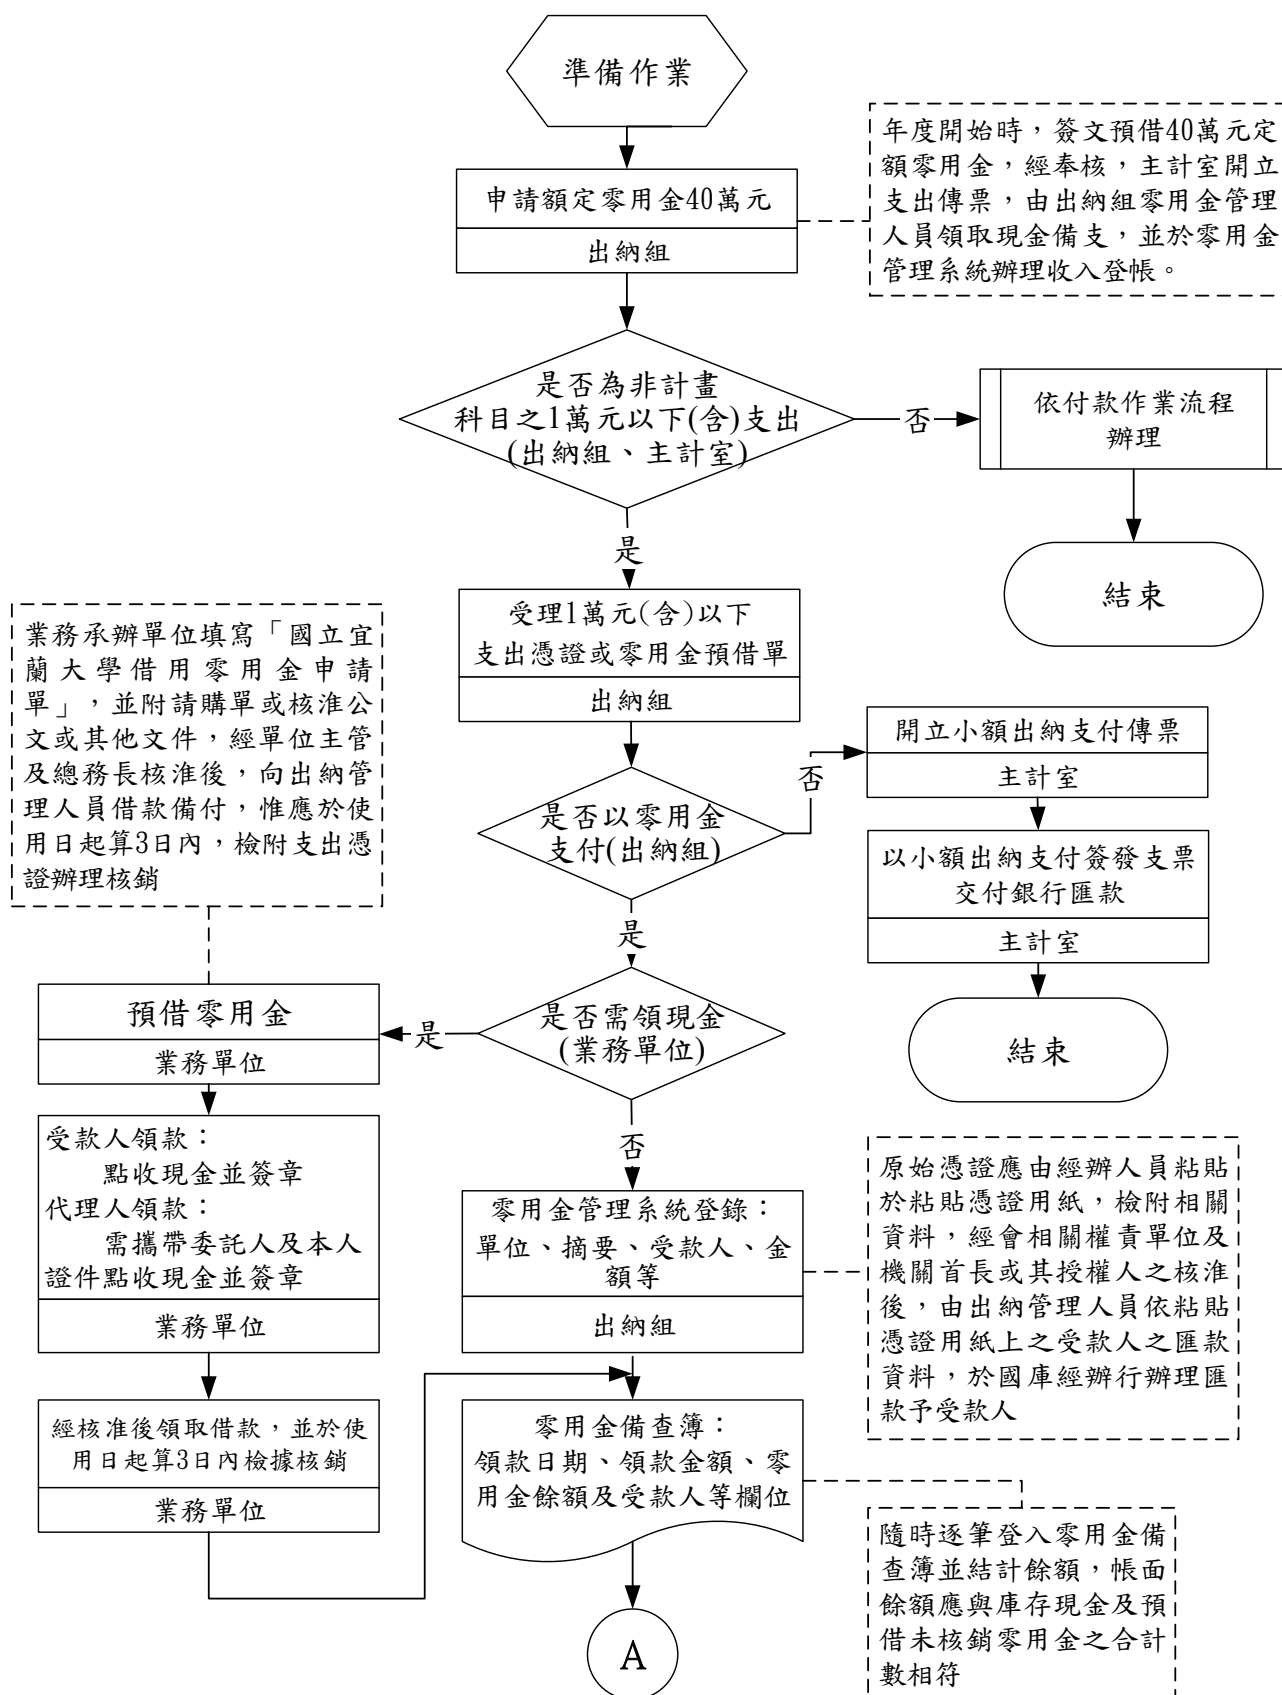 準備作業
年度開始時，簽文預借40萬元定
額零用金，經奉核，主計室開立
支出傳票，由出納組零用金管理
人員領取現金備支，並於零用金
管理系統辦理收入登帳。
申請額定零用金40萬元
出納組
是否為非計畫
科目之1萬元以下(含)支出
(出納組、主計室)
否
依付款作業流程
辦理
結束
是
受理1萬元(含)以下
支出憑證或零用金預借單
出納組
業務承辦單位填寫「國立宜
蘭大學借用零用金申請
單」，並附請購單或核准公
文或其他文件，經單位主管
及總務長核准後，向出納管
理人員借款備付，惟應於使
用日起算3日內，檢附支出憑
證辦理核銷
是否以零用金
支付(出納組)
否
開立小額出納支付傳票
主計室
以小額出納支付簽發支票
交付銀行匯款
主計室
結束
是
是否需領現金
(業務單位)
是
預借零用金
業務單位
受款人領款：
點收現金並簽章
代理人領款：
需攜帶委託人及本人
證件點收現金並簽章
業務單位
經核准後領取借款，並於使
用日起算3日內檢據核銷
業務單位
否
零用金管理系統登錄：
單位、摘要、受款人、金
額等
出納組
原始憑證應由經辦人員粘貼
於粘貼憑證用紙，檢附相關
資料，經會相關權責單位及
機關首長或其授權人之核准
後，由出納管理人員依粘貼
憑證用紙上之受款人之匯款
資料，於國庫經辦行辦理匯
款予受款人
零用金備查簿：
領款日期、領款金額、零
用金餘額及受款人等欄位
隨時逐筆登入零用金備
查簿並結計餘額，帳面
餘額應與庫存現金及預
借未核銷零用金之合計
數相符
A